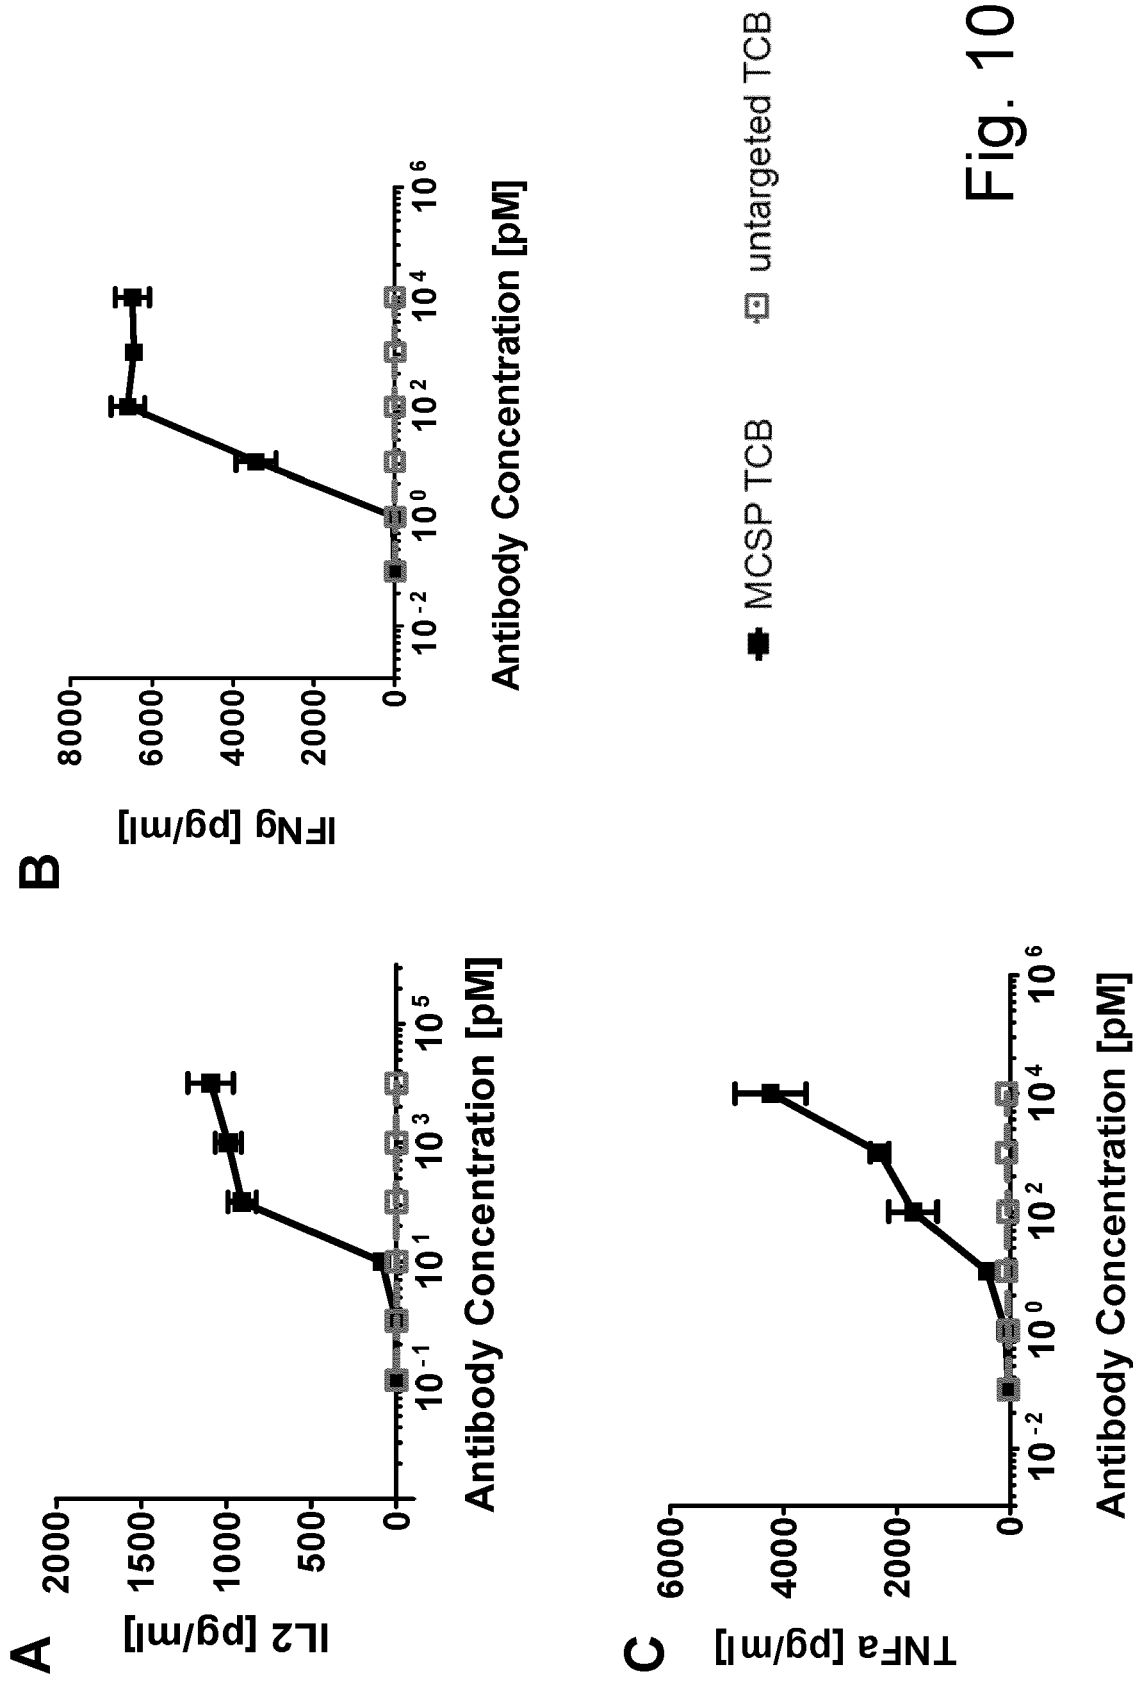 A
IL2 [pg/ml]
2000
1500
1000
500
0
10-1
101
103
105
Antibody Concentration [pM]
B
IFNg [pg/ml]
8000
6000
4000
2000
0
10-2
100
102
104
106
Antibody Concentration [pM]
C
TNFa [pg/ml]
6000
4000
2000
0
10-2
100
102
104
106
Antibody Concentration [pM]
MCSP TCB
untargeted TCB
Fig. 10